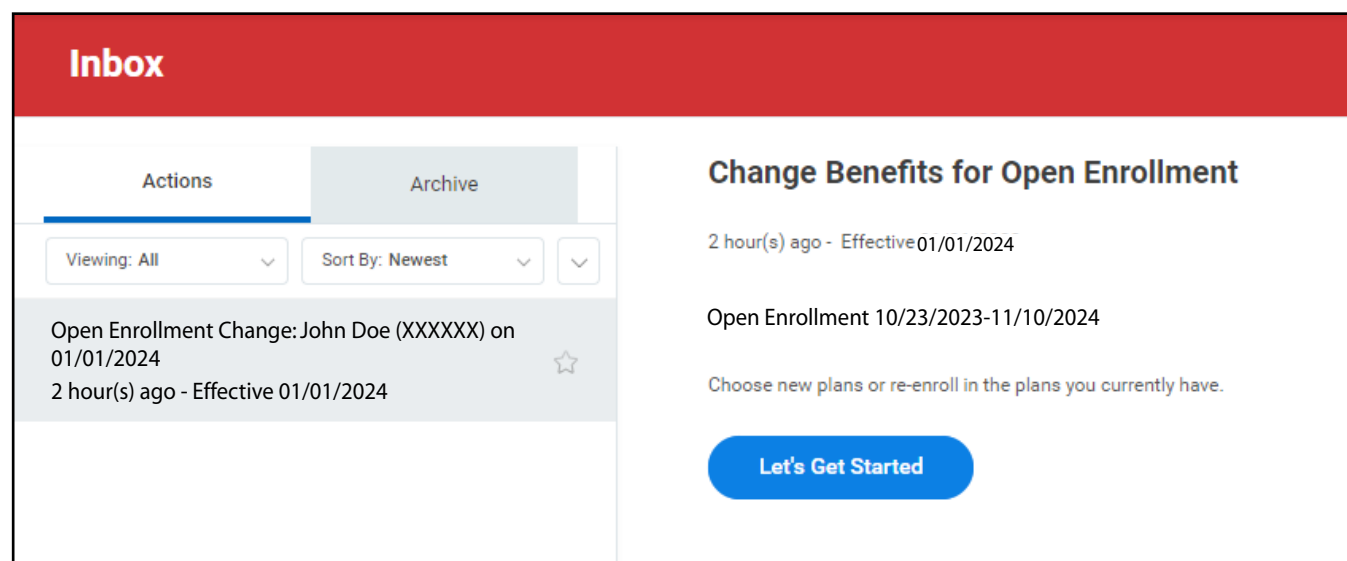 Inbox
Actions
Archive
Viewing: All
Sort By: Newest
Open Enrollment Change: John Doe (XXXXXX) on
01/01/2024
2 hour(s) ago - Effective 01/01/2024
Change Benefits for Open Enrollment
2 hour(s) ago - Effective 01/01/2024
Open Enrollment 10/23/2023-11/10/2024
Choose new plans or re-enroll in the plans you currently have.
Let's Get Started